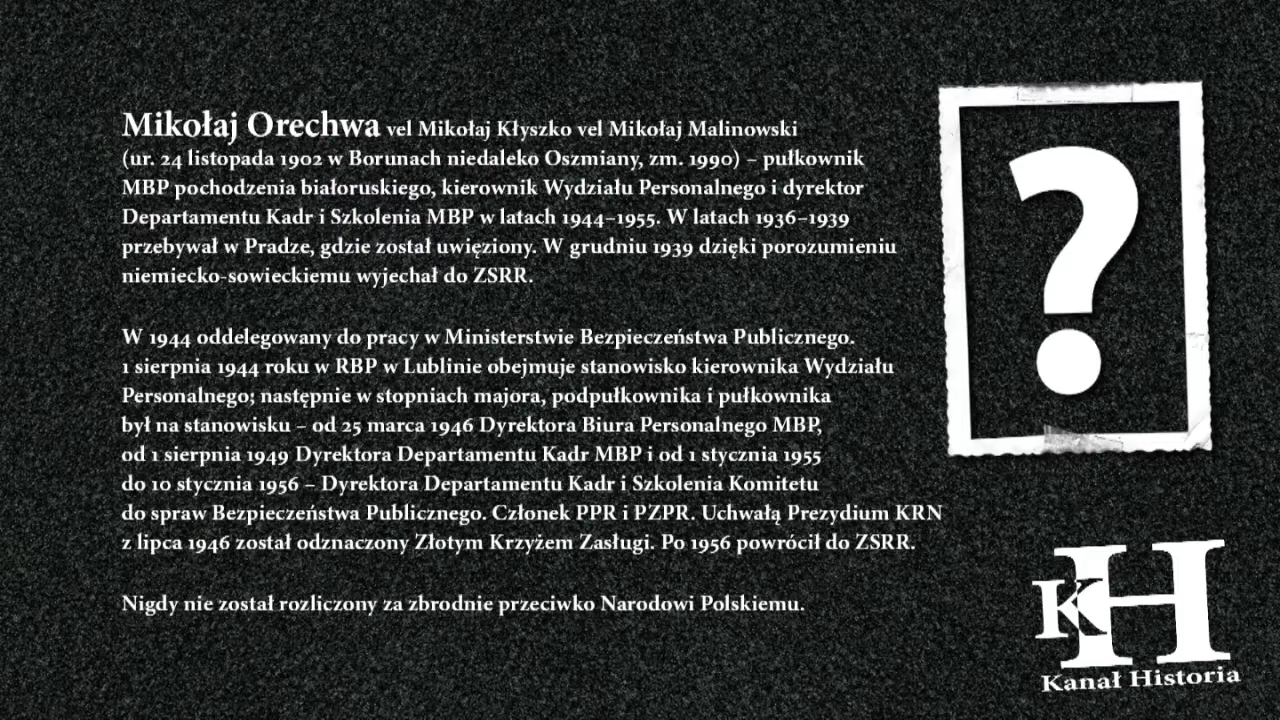 Mikołaj Orechwa vel Mikołaj Kłyszko vel Mikołaj Malinowski
(ur. 24 listopada 1902 w Borunach niedaleko Oszmiany, zm. 1990) – pułkownik
MBP pochodzenia białoruskiego, kierownik Wydziału Personalnego i dyrektor
Departamentu Kadr i Szkolenia MBP w latach 1944–1955. W latach 1936–1939
przebywał w Pradze, gdzie został uwięziony. W grudniu 1939 dzięki porozumieniu
niemiecko-sowieckiemu wyjechał do ZSRR.
W 1944 oddelegowany do pracy w Ministerstwie Bezpieczeństwa Publicznego.
1 sierpnia 1944 roku w RBP w Lublinie obejmuje stanowisko kierownika Wydziału
Personalnego; następnie w stopniach majora, podpułkownika i pułkownika
był na stanowisku – od 25 marca 1946 Dyrektora Biura Personalnego MBP,
od 1 sierpnia 1949 Dyrektora Departamentu Kadr MBP i od 1 stycznia 1955
do 10 stycznia 1956 – Dyrektora Departamentu Kadr i Szkolenia Komitetu
do spraw Bezpieczeństwa Publicznego. Członek PPR i PZPR. Uchwałą Prezydium KRN
z lipca 1946 został odznaczony Złotym Krzyżem Zasługi. Po 1956 powrócił do ZSRR.
Nigdy nie został rozliczony za zbrodnie przeciwko Narodowi Polskiemu.
?
KH
Kanał Historia